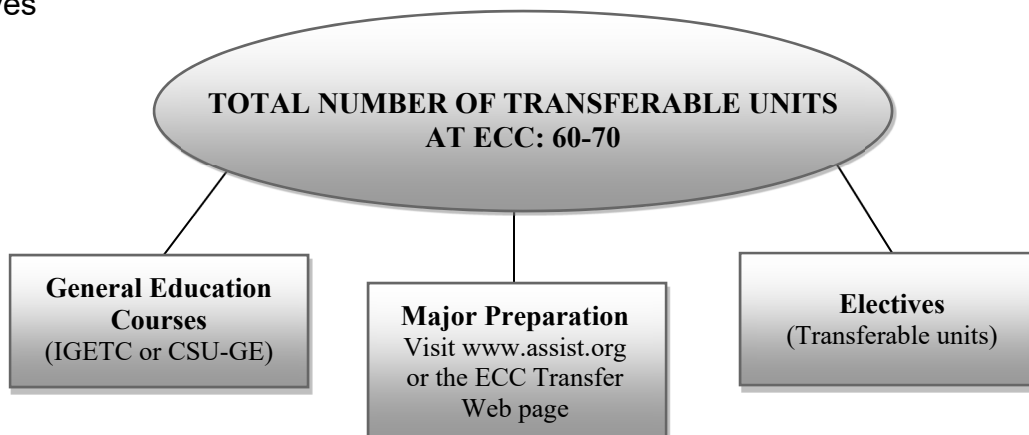 TOTAL NUMBER OF TRANSFERABLE UNITS
AT ECC: 60-70
General Education
Courses
(IGETC or CSU-GE)
Major Preparation
Visit www.assist.org
or the ECC Transfer
Web page
Electives
(Transferable units)